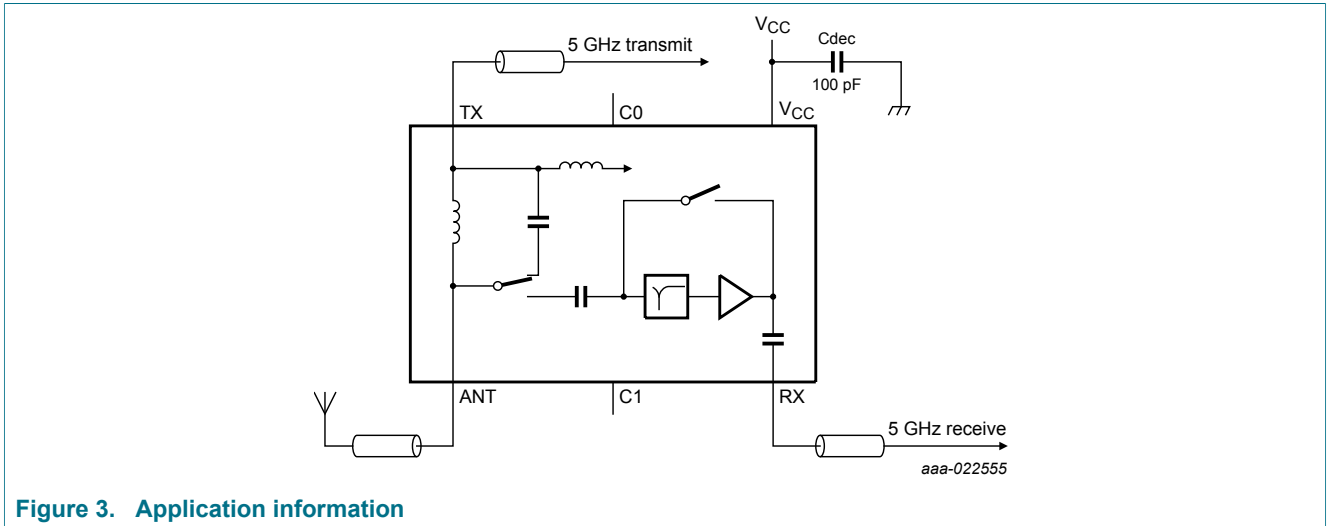 VCC
Cdec
5 GHz transmit
100 pF
TX
C0
VCC
ANT
C1
RX
5 GHz receive
aaa-022555
Figure 3. Application information